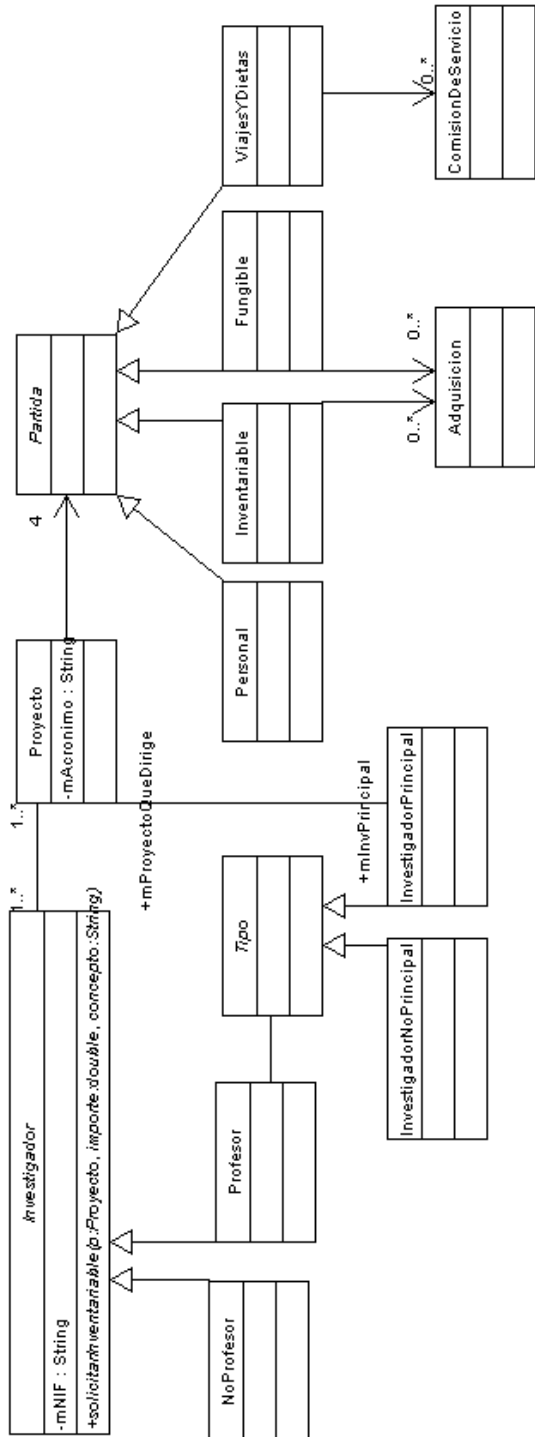 Investigador
-mNIF : String
+solicitarInventariable(p:Proyecto, importe:double, concepto:String)
1..*
1..*
Proyecto
-mAcronimo : String
4
Partida
+mProyectoQueDirige
NoProfesor
Profesor
Tipo
Personal
Inventariable
Fungible
ViajesYDietas
+mInvPrincipal
InvestigadorNoPrincipal
InvestigadorPrincipal
0..*
0..*
0..*
Adquisicion
ComisionDeServicio